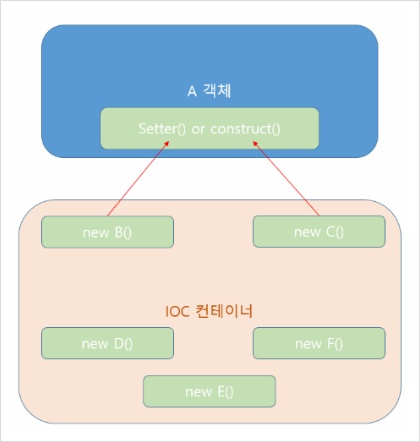 A 객체
Setter() or construct()
new B()
new C()
IOC 컨테이너
new D()
new F()
new E()